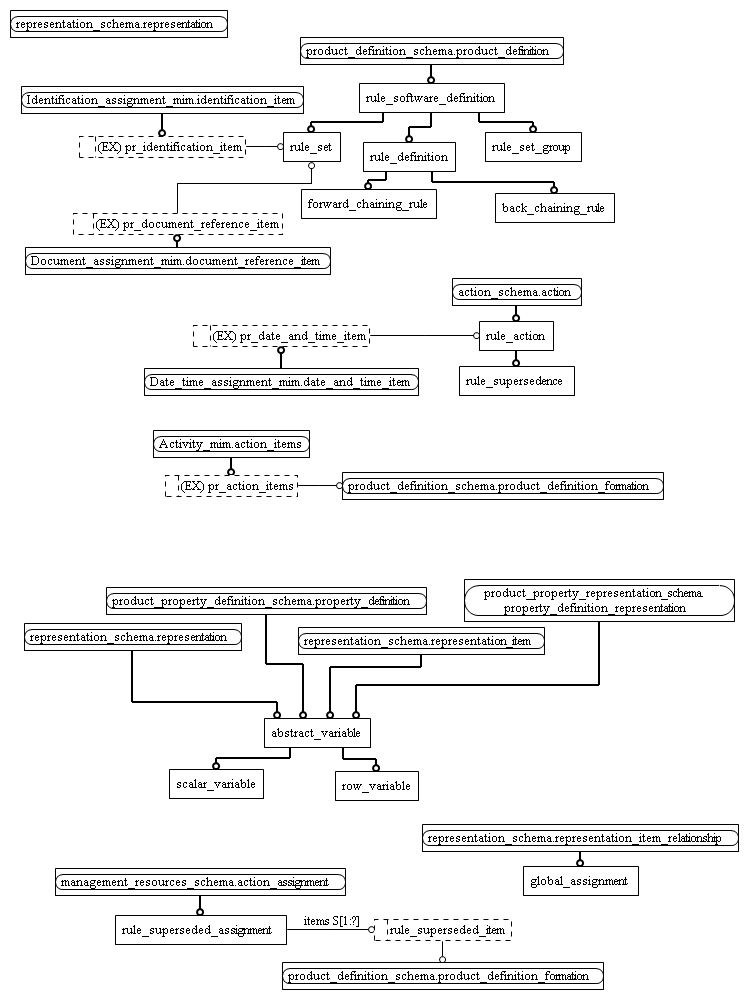 representation_schema.representation
product_definition_schema.product_definition
Identification_assignment_mim.identification_item
rule_software_definition
(EX) pr_identification_item
rule_set
rule_definition
rule_set_group
forward_chaining_rule
back_chaining_rule
(EX) pr_document_reference_item
Document_assignment_mim.document_reference_item
action_schema.action
(EX) pr_date_and_time_item
rule_action
Date_time_assignment_mim.date_and_time_item
rule_supersedence
Activity_mim.action_items
(EX) pr_action_items
product_definition_schema.product_definition_formation
product_property_definition_schema.property_definition
product_property_representation_schema.
property_definition_representation
representation_schema.representation
representation_schema.representation_item
abstract_variable
scalar_variable
row_variable
representation_schema.representation_item_relationship
management_resources_schema.action_assignment
global_assignment
rule_superseded_assignment
items S[1:?]
rule_superseded_item
product_definition_schema.product_definition_formation